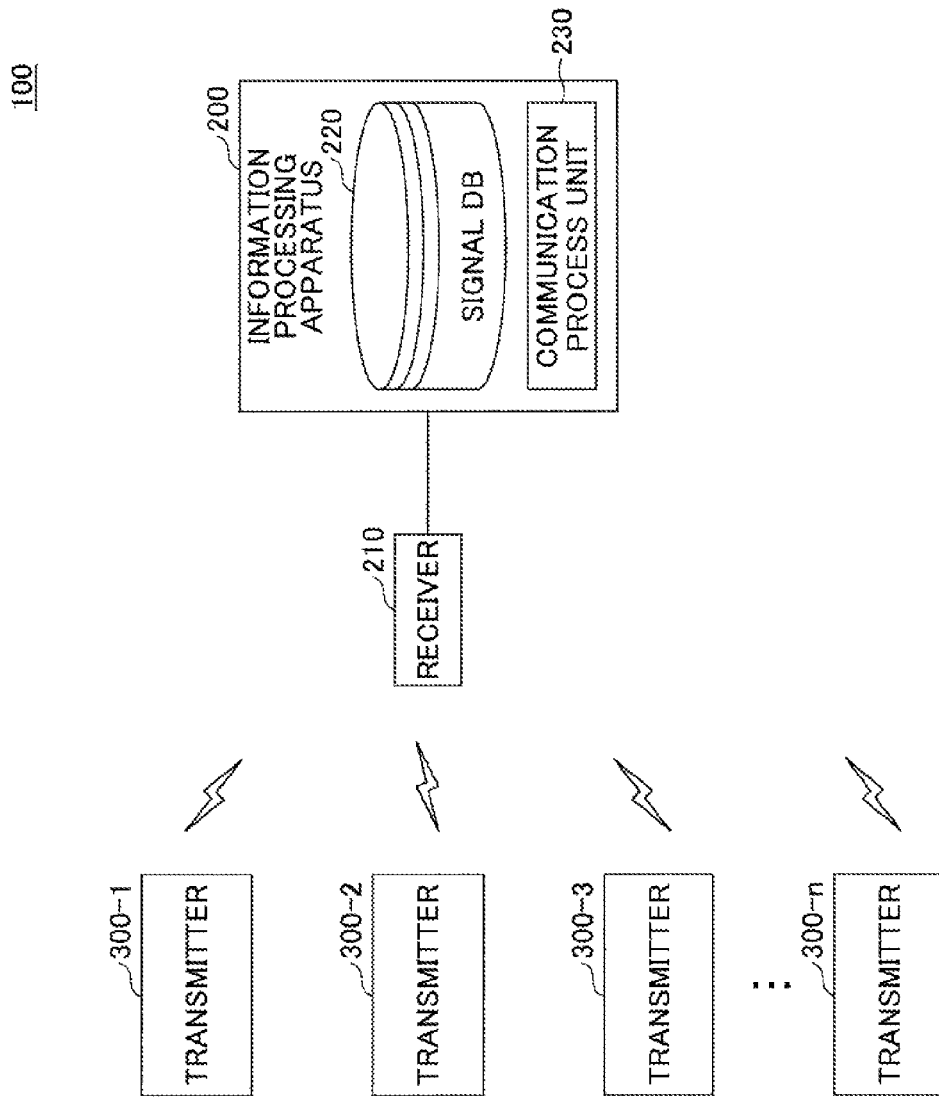 100
200
INFORMATION
PROCESSING
APPARATUS
220
SIGNAL DB
230
COMMUNICATION
PROCESS UNIT
210
RECEIVER
300-1
TRANSMITTER
300-2
TRANSMITTER
300-3
TRANSMITTER
...
300-n
TRANSMITTER